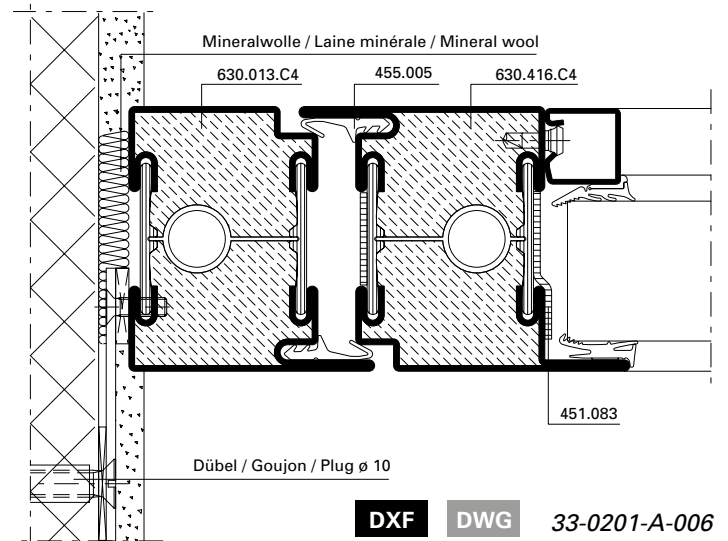 Mineralwolle / Laine minérale / Mineral wool
630.013.C4
455.005
630.416.C4
451.083
Dübel / Goujon / Plug ø 10
DXF
DWG
33-0201-A-006